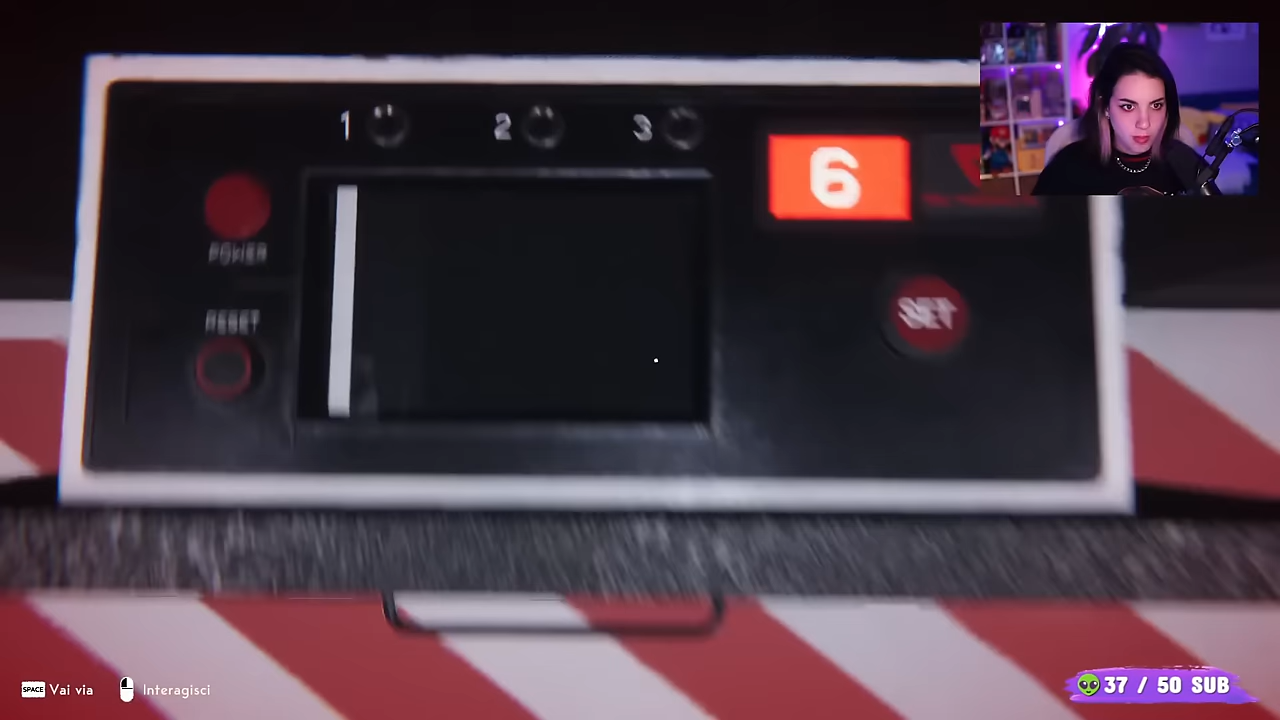 1 2 3
6
POWER
RESET
SET
SPACE Vai via Interagisci
37 / 50 SUB